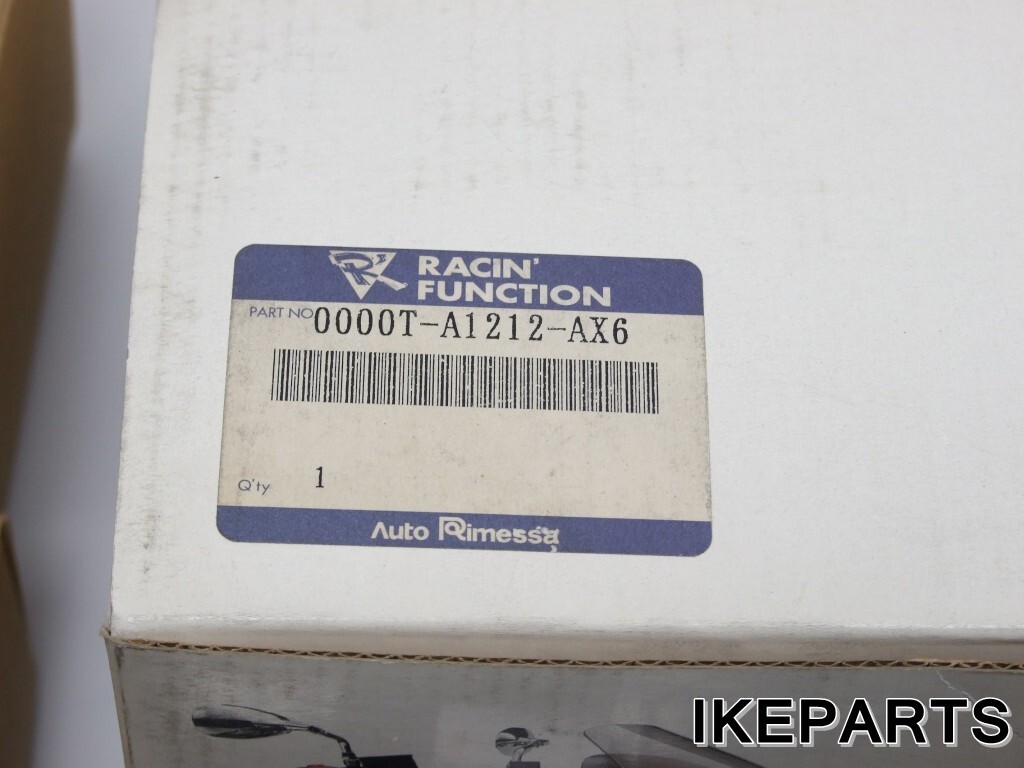 RACIN'
FUNCTION
PART NO 0000T-A1212-AX6
Q'ty 1
Auto Rimessa
IKEPARTS